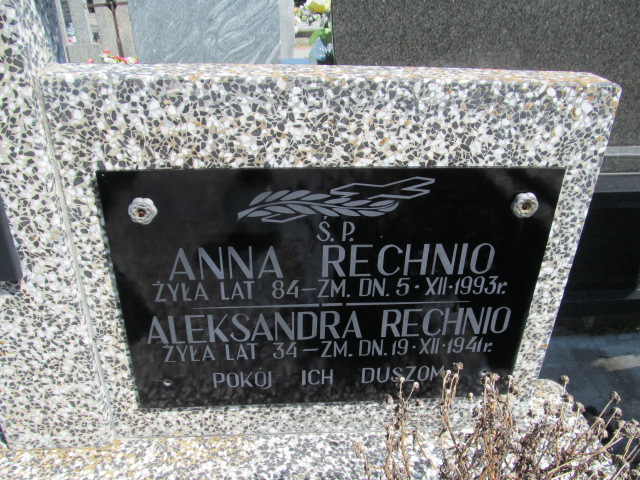 Ś.P.
ANNA RECHNIO
ŻYŁA LAT 84-ZM. DN. 5·XII·1993r.
ALEKSANDRA RECHNIO
ŻYŁA LAT 34-ZM. DN. 19·XII·1941r.
POKÓJ ICH DUSZOM